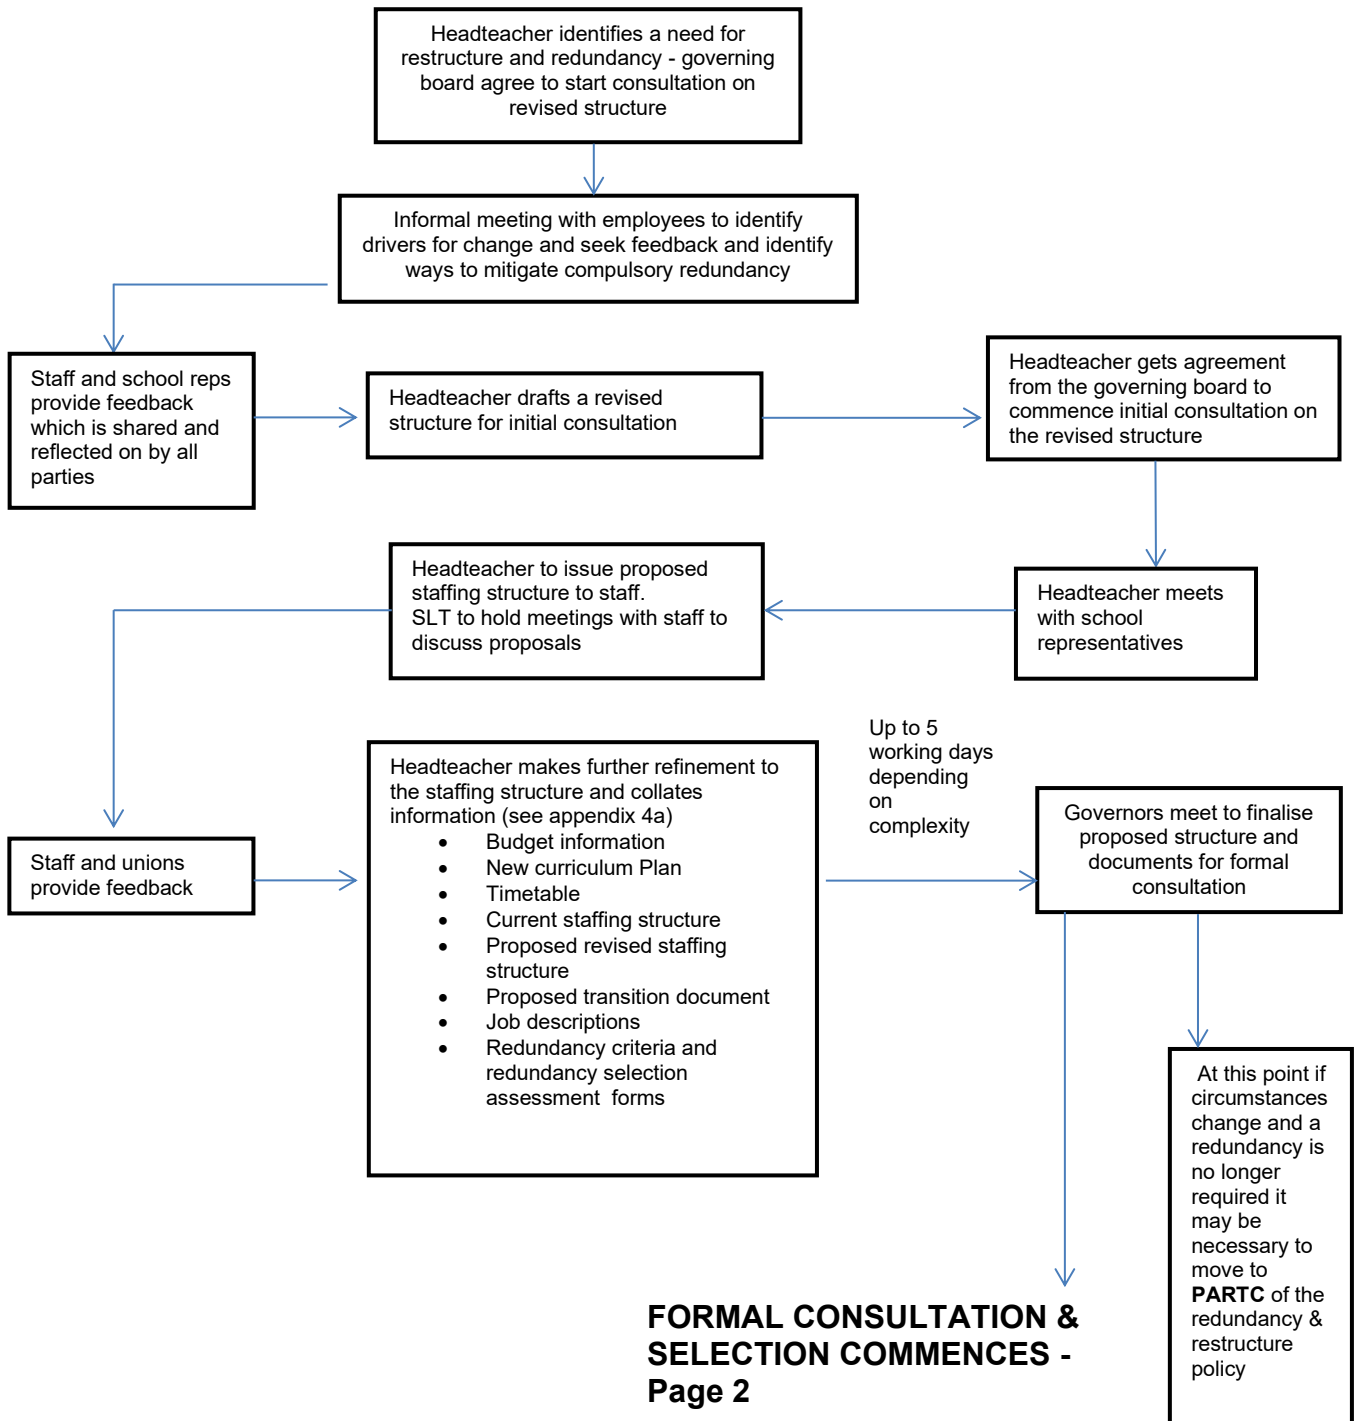 Headteacher identifies a need for
restructure and redundancy - governing
board agree to start consultation on
revised structure
Informal meeting with employees to identify
drivers for change and seek feedback and identify
ways to mitigate compulsory redundancy
Staff and school reps
provide feedback
which is shared and
reflected on by all
parties
Headteacher drafts a revised
structure for initial consultation
Headteacher gets agreement
from the governing board to
commence initial consultation on
the revised structure
Headteacher meets
with school
representatives
Headteacher to issue proposed
staffing structure to staff.
SLT to hold meetings with staff to
discuss proposals
Staff and unions
provide feedback
Headteacher makes further refinement to
the staffing structure and collates
information (see appendix 4a)
• Budget information
• New curriculum Plan
• Timetable
• Current staffing structure
• Proposed revised staffing
structure
• Proposed transition document
• Job descriptions
• Redundancy criteria and
redundancy selection
assessment forms
Up to 5
working days
depending
on
complexity
Governors meet to finalise
proposed structure and
documents for formal
consultation
At this point if
circumstances
change and a
redundancy is
no longer
required it
may be
necessary to
move to
PARTC of the
redundancy &
restructure
policy
FORMAL CONSULTATION &
SELECTION COMMENCES -
Page 2